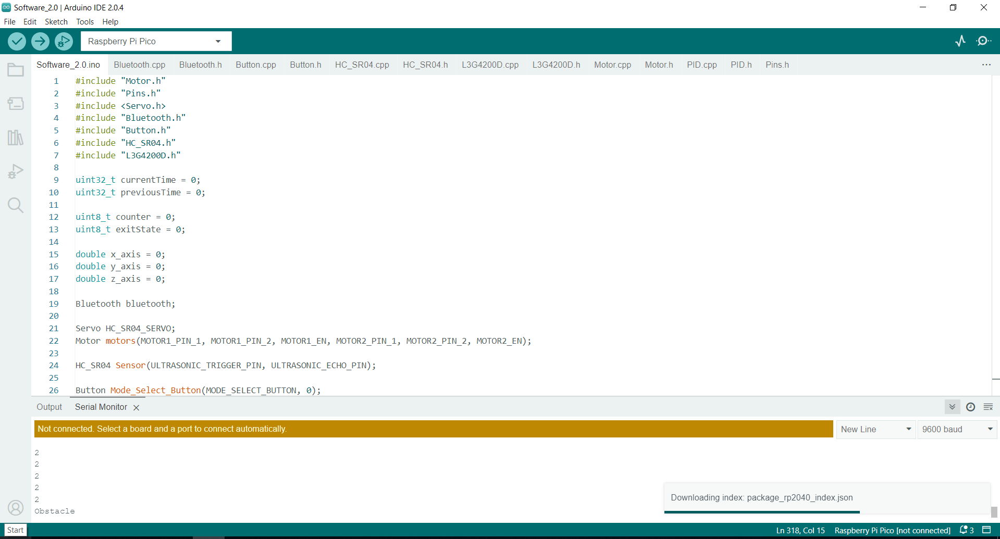 Software_2.0 | Arduino IDE 2.0.4
File Edit Sketch Tools Help
Raspberry Pi Pico
Software_2.0.ino Bluetooth.cpp Bluetooth.h Button.cpp Button.h HC_SR04.cpp HC_SR04.h L3G4200D.cpp L3G4200D.h Motor.cpp Motor.h PID.cpp PID.h Pins.h ...
1 #include "Motor.h"
2 #include "Pins.h"
3 #include <Servo.h>
4 #include "Bluetooth.h"
5 #include "Button.h"
6 #include "HC_SR04.h"
7 #include "L3G4200D.h"
8
9 uint32_t currentTime = 0;
10 uint32_t previousTime = 0;
11
12 uint8_t counter = 0;
13 uint8_t exitState = 0;
14
15 double x_axis = 0;
16 double y_axis = 0;
17 double z_axis = 0;
18
19 Bluetooth bluetooth;
20
21 Servo HC_SR04_SERVO;
22 Motor motors(MOTOR1_PIN_1, MOTOR1_PIN_2, MOTOR1_EN, MOTOR2_PIN_1, MOTOR2_PIN_2, MOTOR2_EN);
23
24 HC_SR04 Sensor(ULTRASONIC_TRIGGER_PIN, ULTRASONIC_ECHO_PIN);
25
26 Button Mode_Select_Button(MODE_SELECT_BUTTON, 0);
Output Serial Monitor
Not connected. Select a board and a port to connect automatically.
New Line 9600 baud
2
2
2
2
2
Obstacle
Downloading index: package_rp2040_index.json
Start
Ln 318, Col 15 Raspberry Pi Pico [not connected] 3